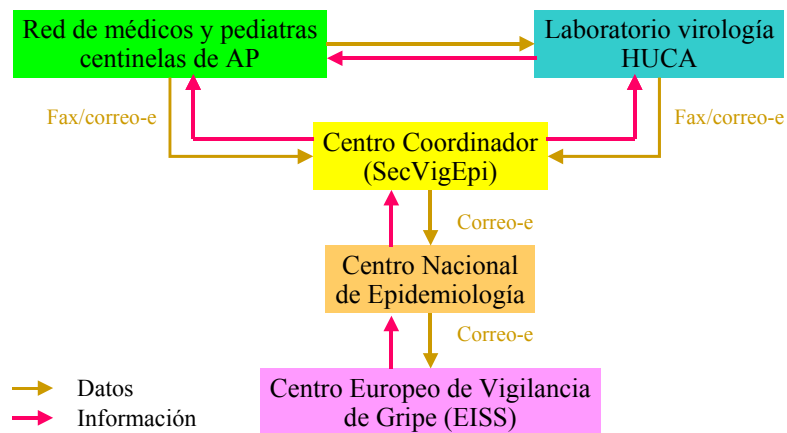 Red de médicos y pediatras
centinelas de AP
Laboratorio virología
HUCA
Fax/correo-e
Fax/correo-e
Centro Coordinador
(SecVigEpi)
Correo-e
Centro Nacional
de Epidemiología
Correo-e
Centro Europeo de Vigilancia
de Gripe (EISS)
Datos
Información